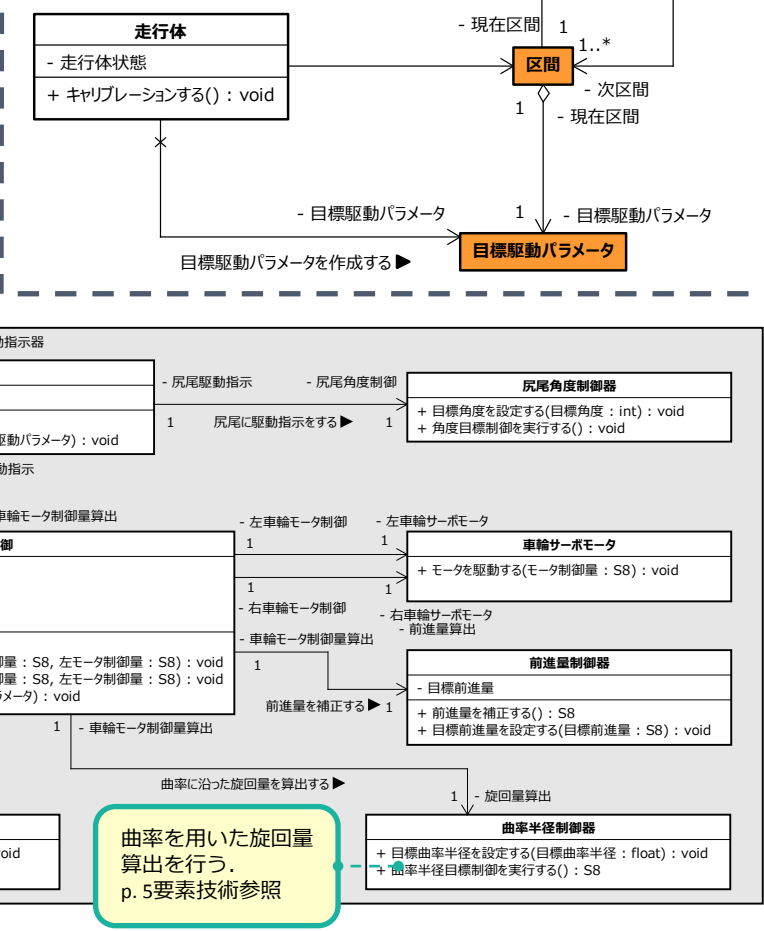 走行体
- 走行体状態
+ キャリブレーションする() : void
- 現在区間
1
1..*
区間
- 次区間
1
- 現在区間
- 目標駆動パラメータ
1
- 目標駆動パラメータ
目標駆動パラメータを作成する▶
目標駆動パラメータ
指示器
- 尻尾駆動指示
- 尻尾角度制御
1
尻尾に駆動指示をする▶
1
尻尾角度制御器
+ 目標角度を設定する(目標角度 : int) : void
+ 角度目標制御を実行する() : void
駆動パラメータ) : void
動指示
車輪モータ制御量算出
- 左車輪モータ制御
- 左車輪サーボモータ
御
1
1
車輪サーボモータ
+ モータを駆動する(モータ制御量 : S8) : void
1
1
- 右車輪モータ制御
- 右車輪サーボモータ
- 前進量算出
- 車輪モータ制御量算出
御量 : S8, 左モータ制御量 : S8) : void
御量 : S8, 左モータ制御量 : S8) : void
メータ) : void
1
前進量を補正する▶
1
前進量制御器
- 目標前進量
+ 前進量を補正する() : S8
+ 目標前進量を設定する(目標前進量 : S8) : void
1
- 車輪モータ制御量算出
曲率に沿った旋回量を算出する▶
1
- 旋回量算出
曲率半径制御器
+ 目標曲率半径を設定する(目標曲率半径 : float) : void
+ 曲率半径目標制御を実行する() : S8
oid
曲率を用いた旋回量
算出を行う.
p. 5要素技術参照